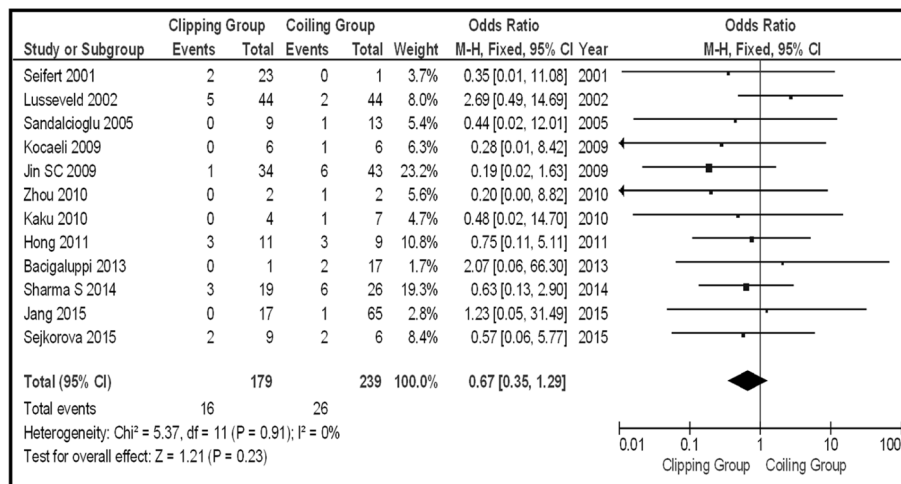 Clipping Group Coiling Group Odds Ratio Odds Ratio
Study or Subgroup Events Total Events Total Weight M-H, Fixed, 95% CI Year M-H, Fixed, 95% CI
Seifert 2001 2 23 0 1 3.7% 0.35 [0.01, 11.08] 2001
Lusseveld 2002 5 44 2 44 8.0% 2.69 [0.49, 14.69] 2002
Sandalcioglu 2005 0 9 1 13 5.4% 0.44 [0.02, 12.01] 2005
Kocaeli 2009 0 6 1 6 6.3% 0.28 [0.01, 8.42] 2009
Jin SC 2009 1 34 6 43 23.2% 0.19 [0.02, 1.63] 2009
Zhou 2010 0 2 1 2 5.6% 0.20 [0.00, 8.82] 2010
Kaku 2010 0 4 1 7 4.7% 0.48 [0.02, 14.70] 2010
Hong 2011 3 11 3 9 10.8% 0.75 [0.11, 5.11] 2011
Bacigaluppi 2013 0 1 2 17 1.7% 2.07 [0.06, 66.30] 2013
Sharma S 2014 3 19 6 26 19.3% 0.63 [0.13, 2.90] 2014
Jang 2015 0 17 1 65 2.8% 1.23 [0.05, 31.49] 2015
Sejkorova 2015 2 9 2 6 8.4% 0.57 [0.06, 5.77] 2015
Total (95% CI) 179 239 100.0% 0.67 [0.35, 1.29]
Total events 16 26
Heterogeneity: Chi² = 5.37, df = 11 (P = 0.91); I² = 0%
Test for overall effect: Z = 1.21 (P = 0.23)
0.01 0.1 1 10 100
Clipping Group Coiling Group